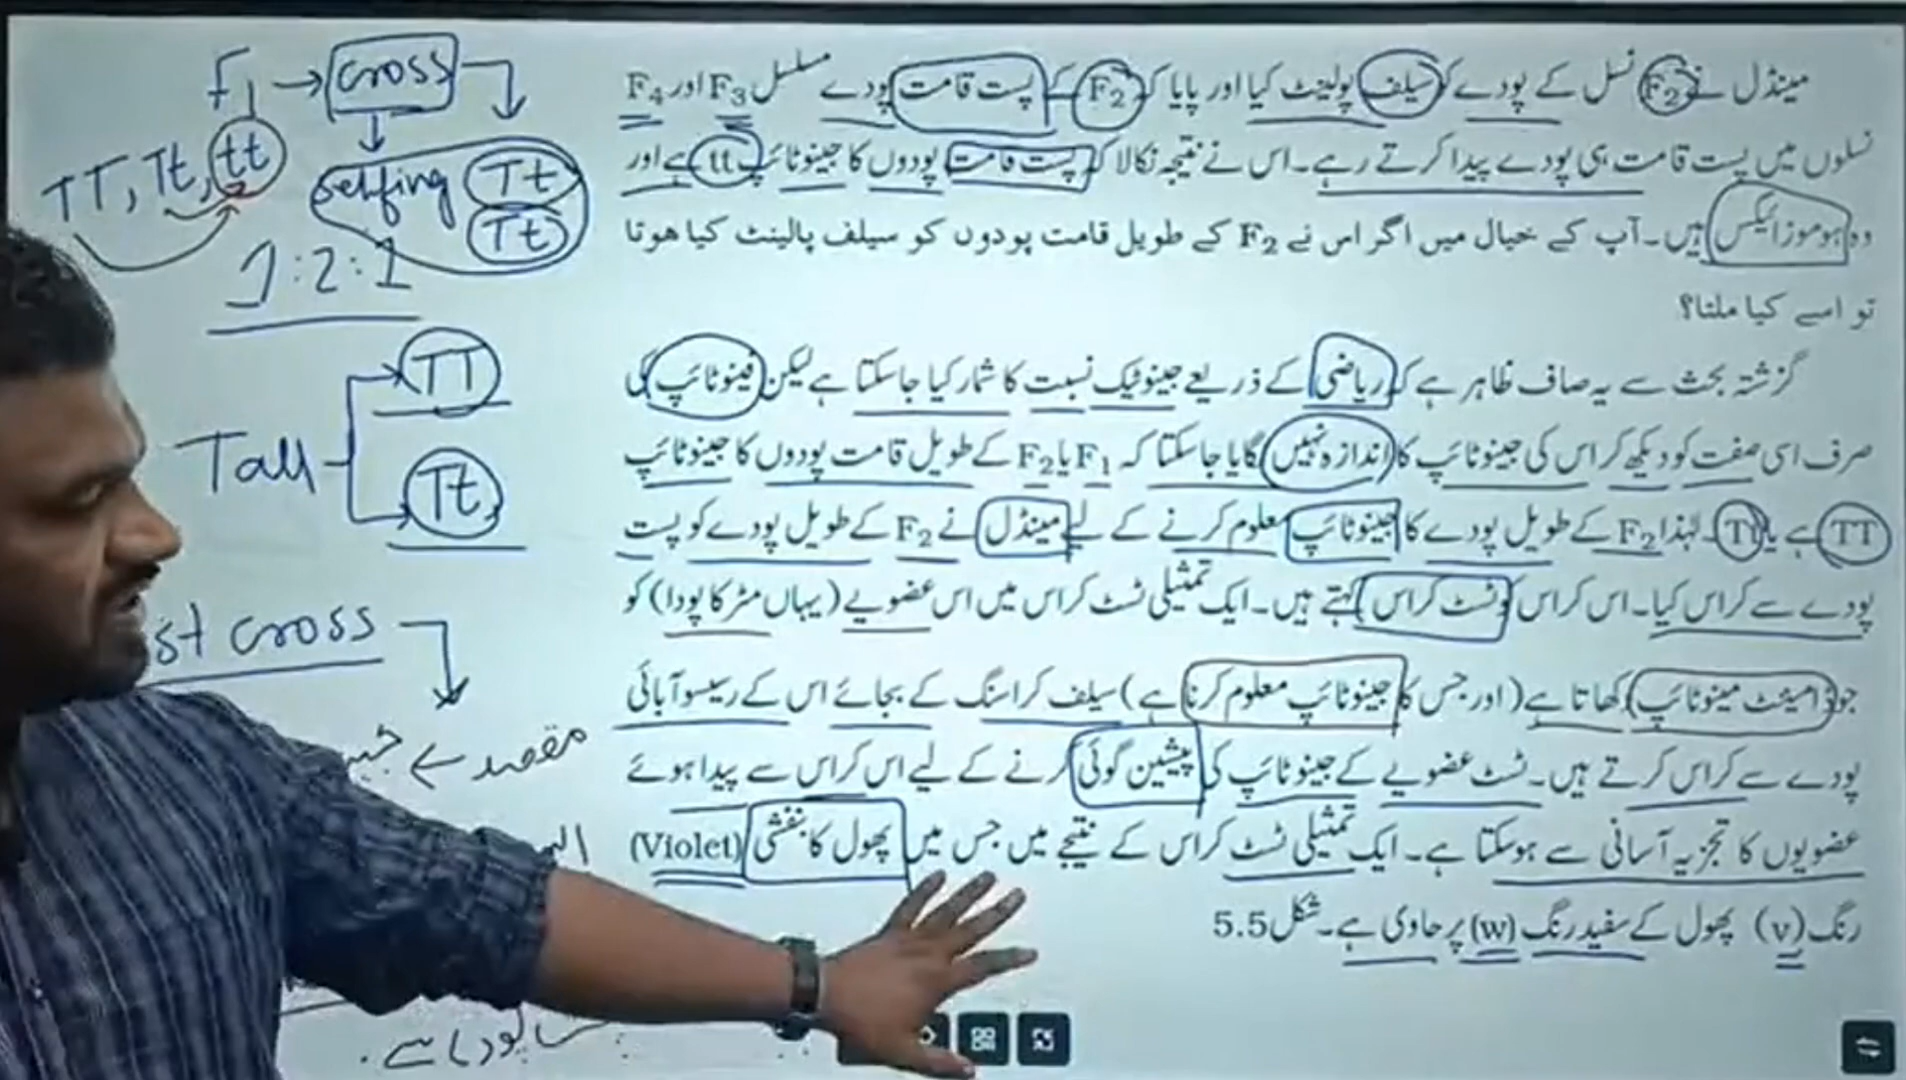 مینڈل نے F2 نسل کے پودے کو سیلف پولینٹ کیا اور پایا کہ F2 کے پست قامت پودے مسلسل F3 اور F4
نسلوں میں پست قامت ہی پودے پیدا کرتے رہے۔ اس نے نتیجہ نکالا کہ پست قامت پودوں کا جینوٹائپ tt ہے اور
وہ ہوموزائیکس ہیں۔ آپ کے خیال میں اگر اس نے F2 کے طویل قامت پودوں کو سیلف پالینٹ کیا ہوتا
تو اسے کیا ملتا؟
گزشتہ بحث سے یہ صاف ظاہر ہے کہ ریاضی کے ذریعے جینوٹیک نسبت کا شمار کیا جاسکتا ہے لیکن فینوٹائپ کی
صرف اسی صفت کو دیکھ کر اس کی جینوٹائپ کا اندازہ نہیں لگایا جاسکتا کہ F1 یا F2 کے طویل قامت پودوں کا جینوٹائپ
TT ہے یا Tt۔ لہٰذا F2 کے طویل پودے کا جینوٹائپ معلوم کرنے کے لیے مینڈل نے F2 کے طویل پودے کو پست
پودے سے کراس کیا۔ اس کراس کو ٹسٹ کراس کہتے ہیں۔ ایک تمثیلی ٹسٹ کراس میں اس عضویے (یہاں مٹر کا پودا) کو
جو ڈامینٹ مینوٹائپ دکھاتا ہے (اور جس کا جینوٹائپ معلوم کرنا ہے) سیلف کراسنگ کے بجائے اس کے ریسسو آبائی
پودے سے کراس کرتے ہیں۔ ٹسٹ عضویے کے جینوٹائپ کی پیشین گوئی کرنے کے لیے اس کراس سے پیدا ہوئے
عضویوں کا تجزیہ آسانی سے ہوسکتا ہے۔ ایک تمثیلی ٹسٹ کراس کے نتیجے میں جس میں پھول کا بنفشی (Violet)
رنگ (v) پھول کے سفید رنگ (w) پر حاوی ہے۔ شکل 5.5
F1 → cross
TT, Tt, tt
selfing Tt
Tt
1:2:1
TT
Tall
Tt
st cross
مقصد ←
پودا ہے۔